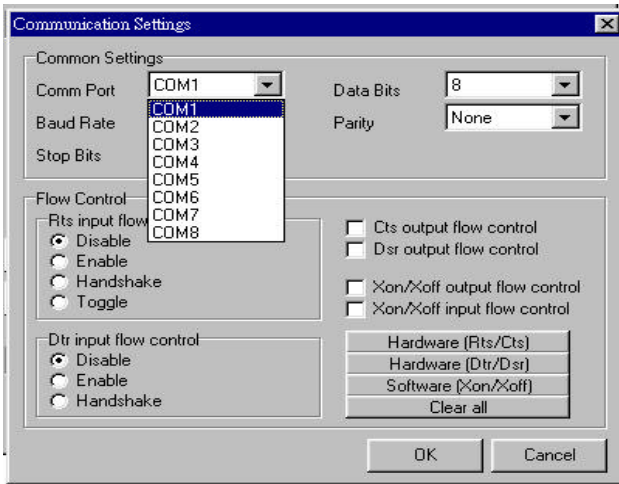 Communication Settings
Common Settings
Comm Port
COM1
Data Bits
8
COM1
COM2
COM3
COM4
COM5
COM6
COM7
COM8
Baud Rate
Parity
None
Stop Bits
Flow Control
Rts input flow
Disable
Enable
Handshake
Toggle
Cts output flow control
Dsr output flow control
Xon/Xoff output flow control
Xon/Xoff input flow control
Dtr input flow control
Disable
Enable
Handshake
Hardware (Rts/Cts)
Hardware (Dtr/Dsr)
Software (Xon/Xoff)
Clear all
OK
Cancel